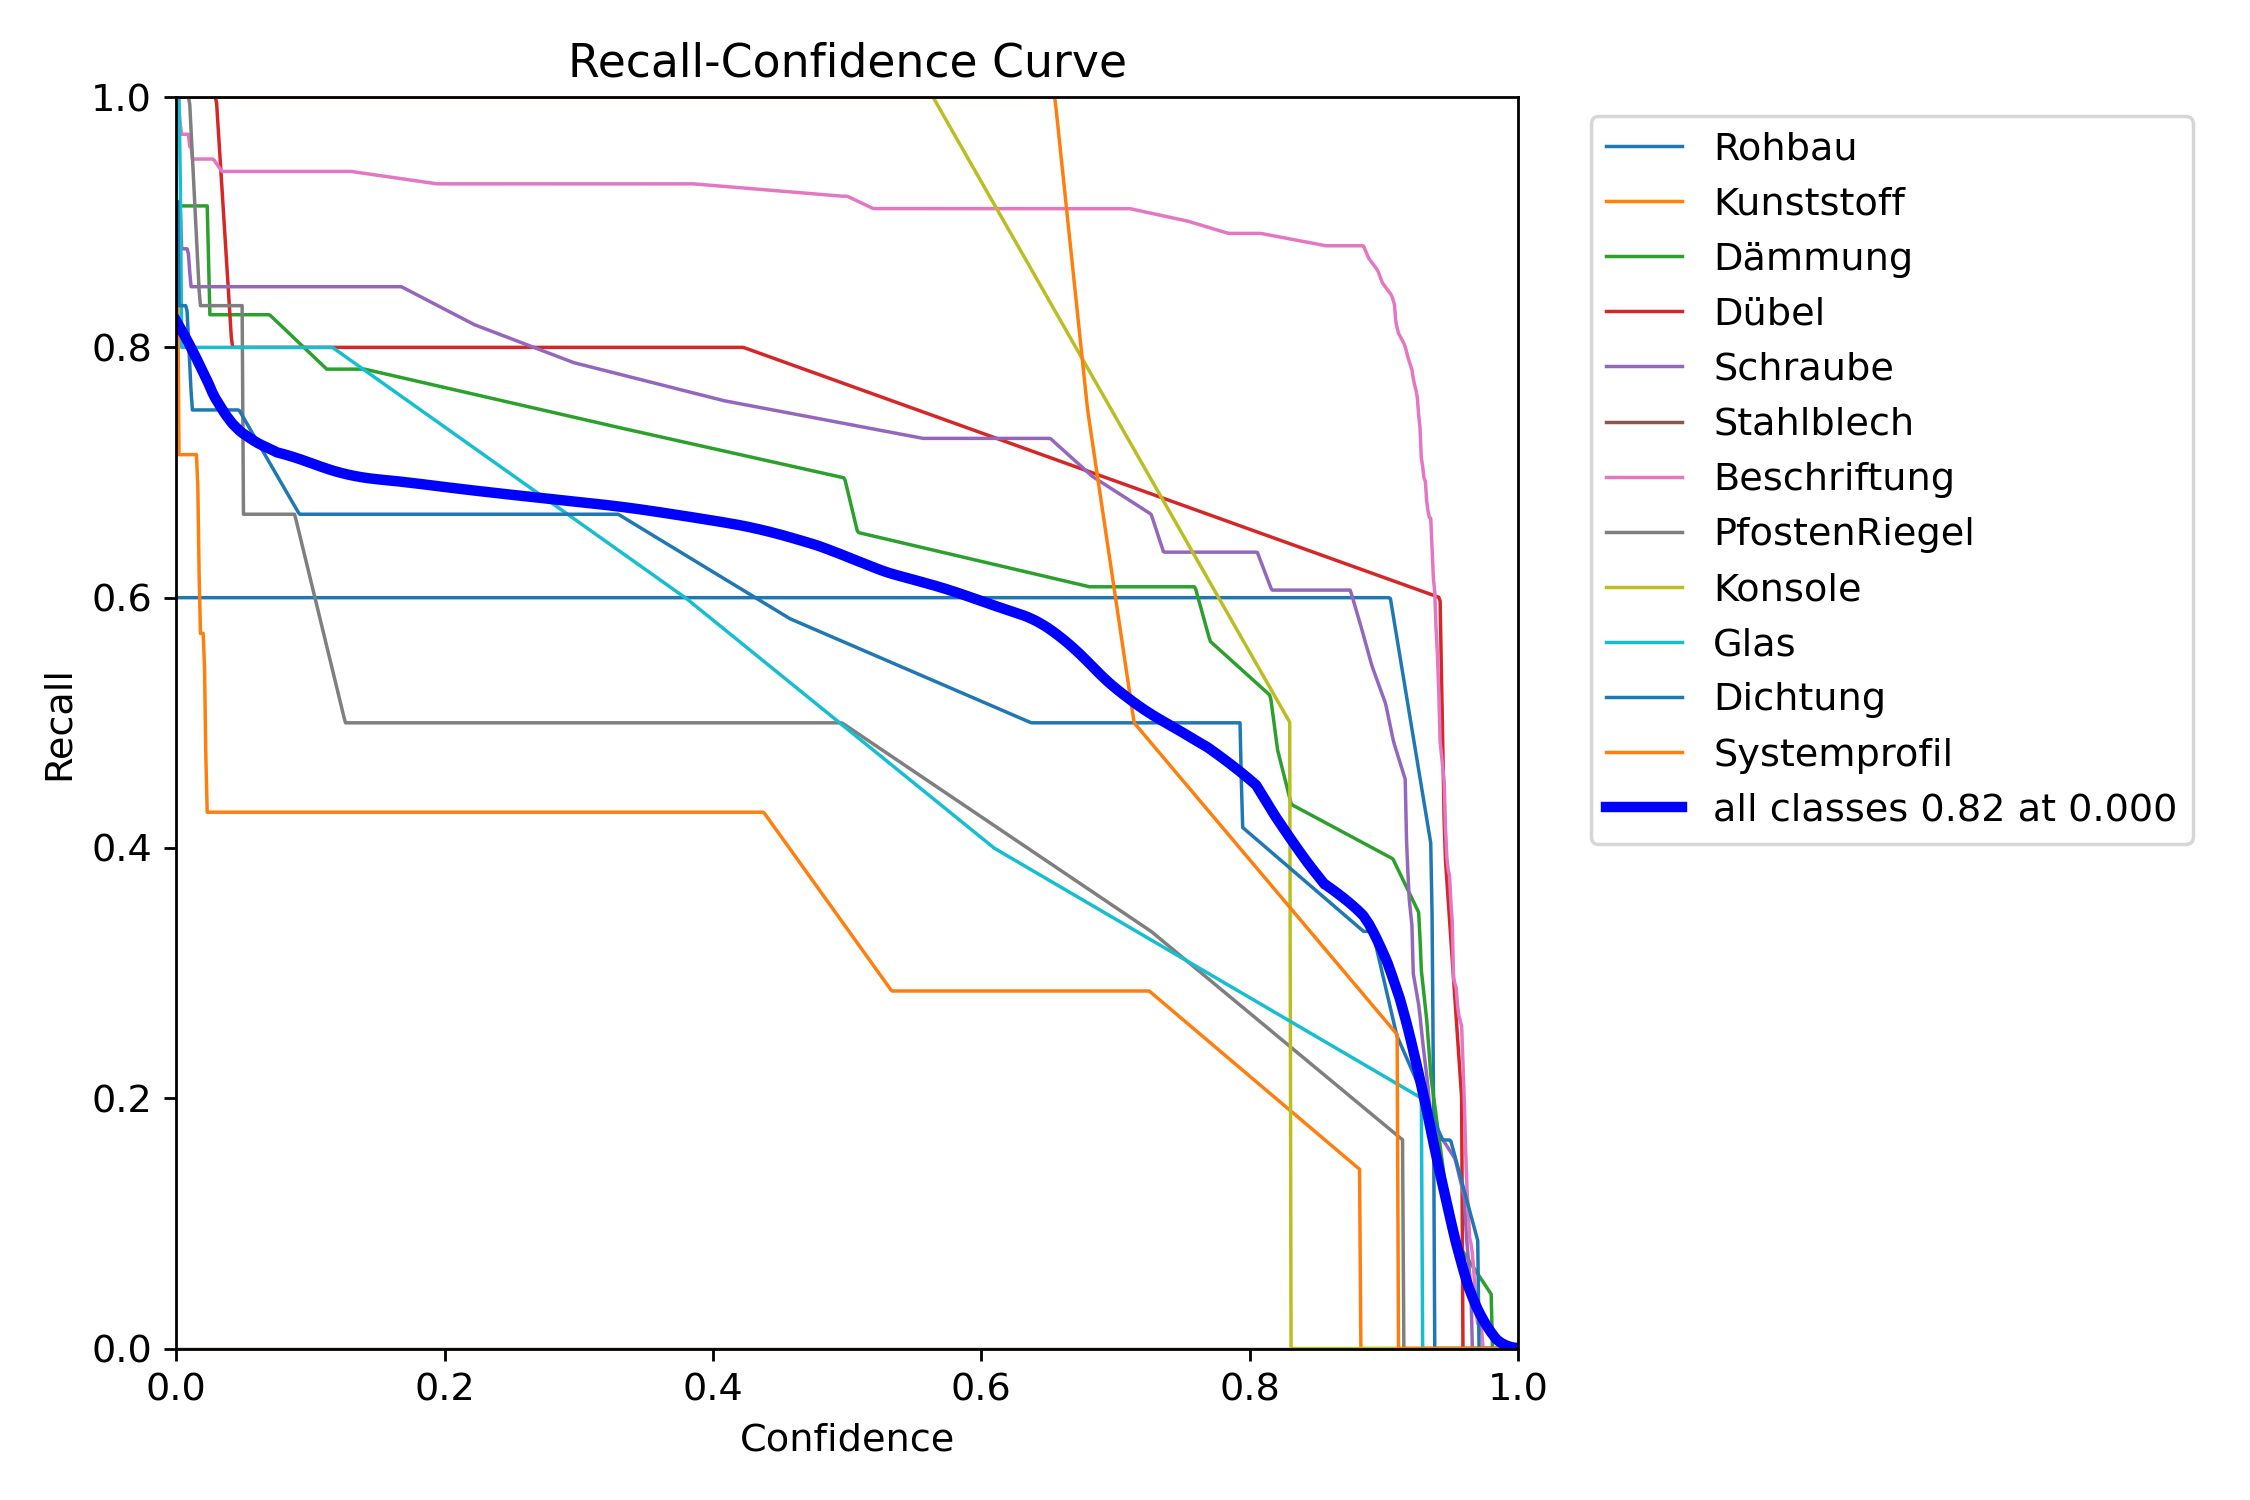 Recall-Confidence Curve
1.0
0.8
0.6
0.4
0.2
0.0
Recall
0.0 0.2 0.4 0.6 0.8 1.0
Confidence
Rohbau
Kunststoff
Dämmung
Dübel
Schraube
Stahlblech
Beschriftung
PfostenRiegel
Konsole
Glas
Dichtung
Systemprofil
all classes 0.82 at 0.000